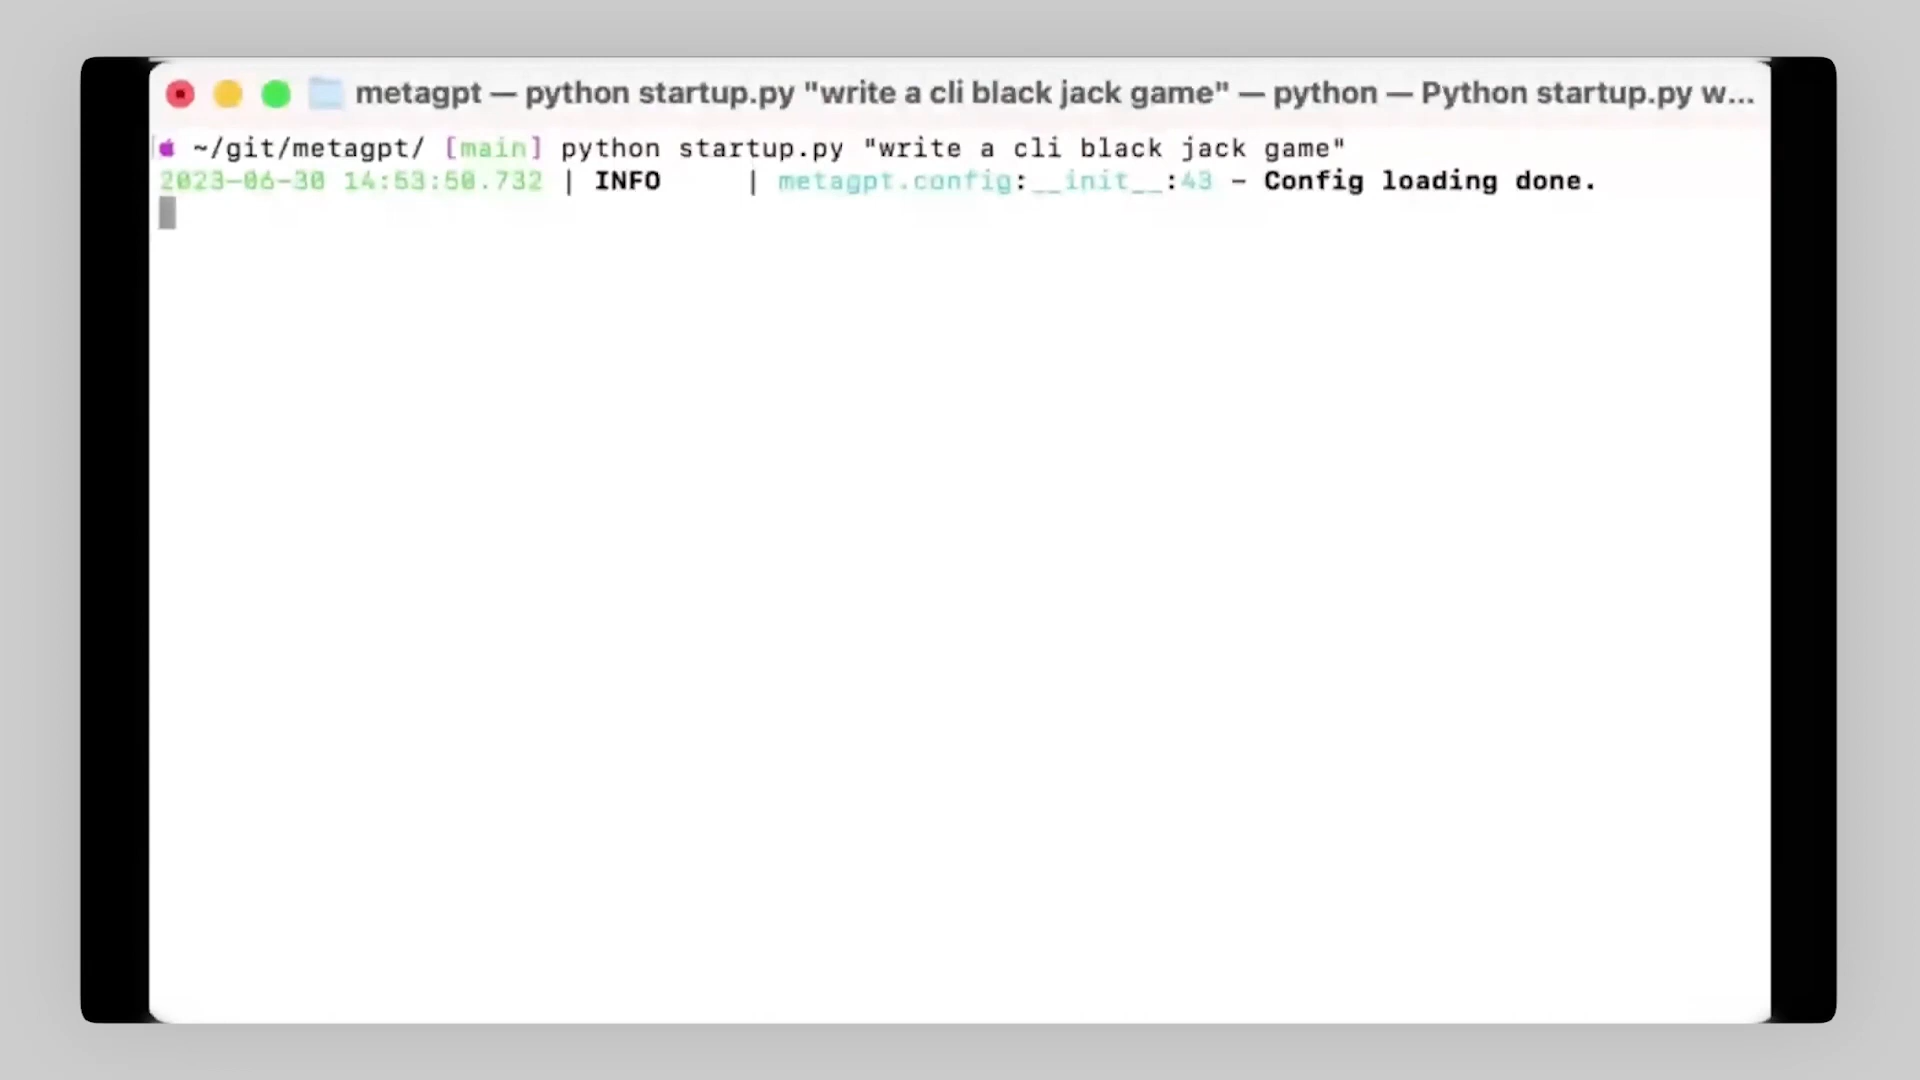 metagpt — python startup.py "write a cli black jack game" — python — Python startup.py w...
~/git/metagpt/ [main] python startup.py "write a cli black jack game"
2023-06-30 14:53:50.732 | INFO     | metagpt.config:__init__:43 - Config loading done.